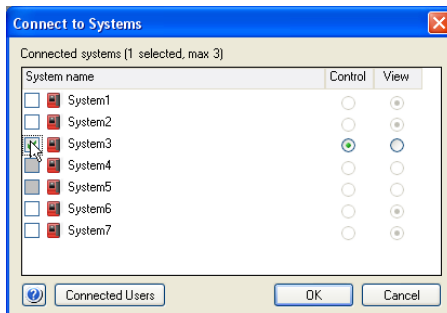 Connect to Systems
Connected systems (1 selected, max 3)
System name Control View
System1
System2
System3
System4
System5
System6
System7
? Connected Users OK Cancel